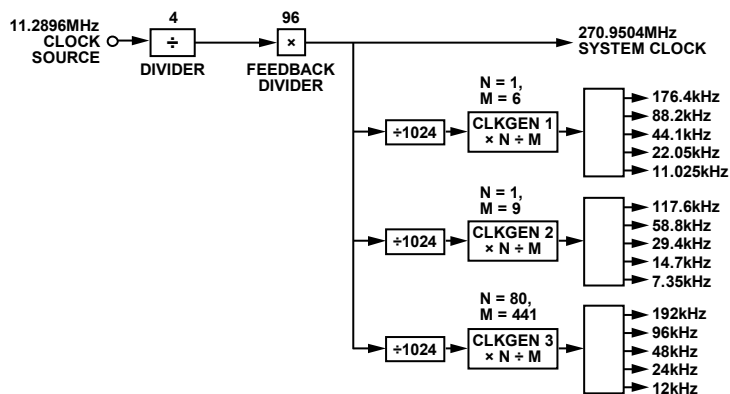 11.2896MHz
CLOCK
SOURCE
4
÷
DIVIDER
96
×
FEEDBACK
DIVIDER
270.9504MHz
SYSTEM CLOCK
N = 1,
M = 6
÷1024
CLKGEN 1
× N ÷ M
176.4kHz
88.2kHz
44.1kHz
22.05kHz
11.025kHz
N = 1,
M = 9
÷1024
CLKGEN 2
× N ÷ M
117.6kHz
58.8kHz
29.4kHz
14.7kHz
7.35kHz
N = 80,
M = 441
÷1024
CLKGEN 3
× N ÷ M
192kHz
96kHz
48kHz
24kHz
12kHz